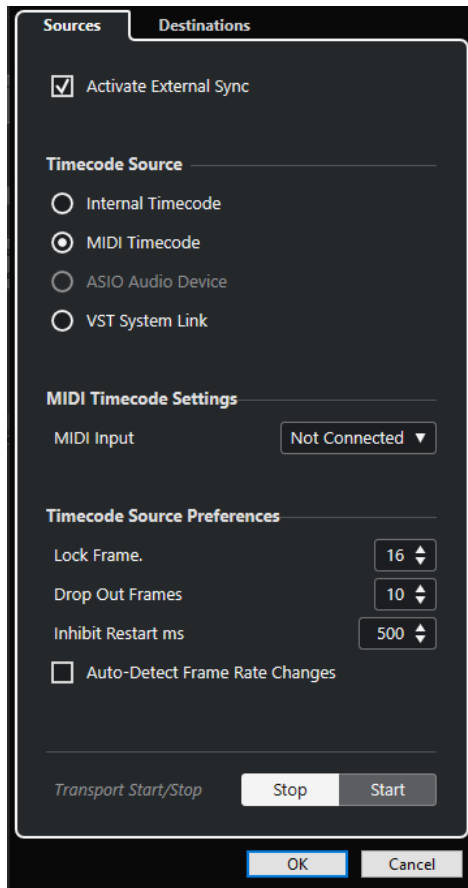 Sources Destinations
Activate External Sync
Timecode Source
Internal Timecode
MIDI Timecode
ASIO Audio Device
VST System Link
MIDI Timecode Settings
MIDI Input Not Connected
Timecode Source Preferences
Lock Frame. 16
Drop Out Frames 10
Inhibit Restart ms 500
Auto-Detect Frame Rate Changes
Transport Start/Stop Stop Start
OK Cancel